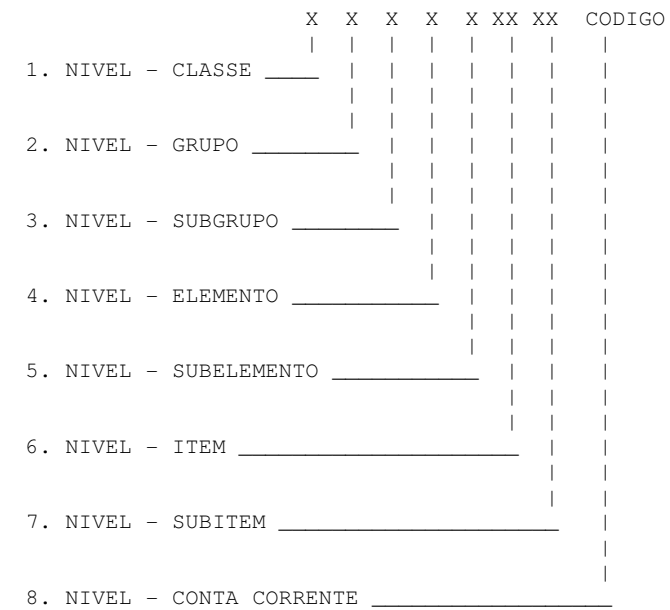 X X X X X XX XX CODIGO
1. NIVEL - CLASSE
2. NIVEL - GRUPO
3. NIVEL - SUBGRUPO
4. NIVEL - ELEMENTO
5. NIVEL - SUBELEMENTO
6. NIVEL - ITEM
7. NIVEL - SUBITEM
8. NIVEL - CONTA CORRENTE